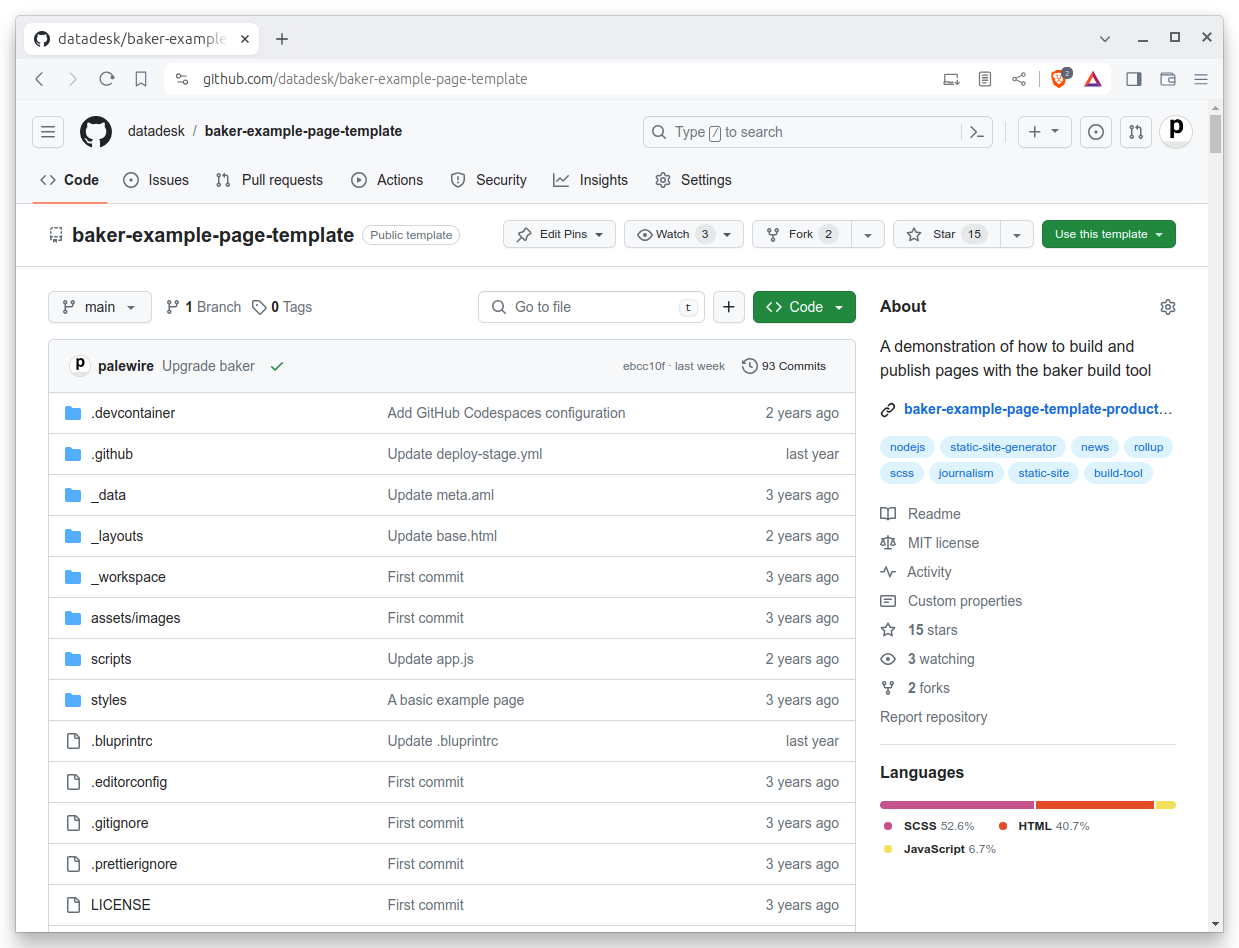 datadesk/baker-example
github.com/datadesk/baker-example-page-template
2
datadesk / baker-example-page-template
Type / to search
p
Code Issues Pull requests Actions Security Insights Settings
baker-example-page-template Public template Edit Pins Watch 3 Fork 2 Star 15 Use this template
main 1 Branch 0 Tags Go to file t + Code
p palewire Upgrade baker ebcc10f · last week 93 Commits
.devcontainer Add GitHub Codespaces configuration 2 years ago
.github Update deploy-stage.yml last year
_data Update meta.aml 3 years ago
_layouts Update base.html 2 years ago
_workspace First commit 3 years ago
assets/images First commit 3 years ago
scripts Update app.js 2 years ago
styles A basic example page 3 years ago
.bluprintrc Update .bluprintrc last year
.editorconfig First commit 3 years ago
.gitignore First commit 3 years ago
.prettierignore First commit 3 years ago
LICENSE First commit 3 years ago
About
A demonstration of how to build and
publish pages with the baker build tool
baker-example-page-template-product…
nodejs static-site-generator news rollup
scss journalism static-site build-tool
Readme
MIT license
Activity
Custom properties
15 stars
3 watching
2 forks
Report repository
Languages
SCSS 52.6% HTML 40.7%
JavaScript 6.7%